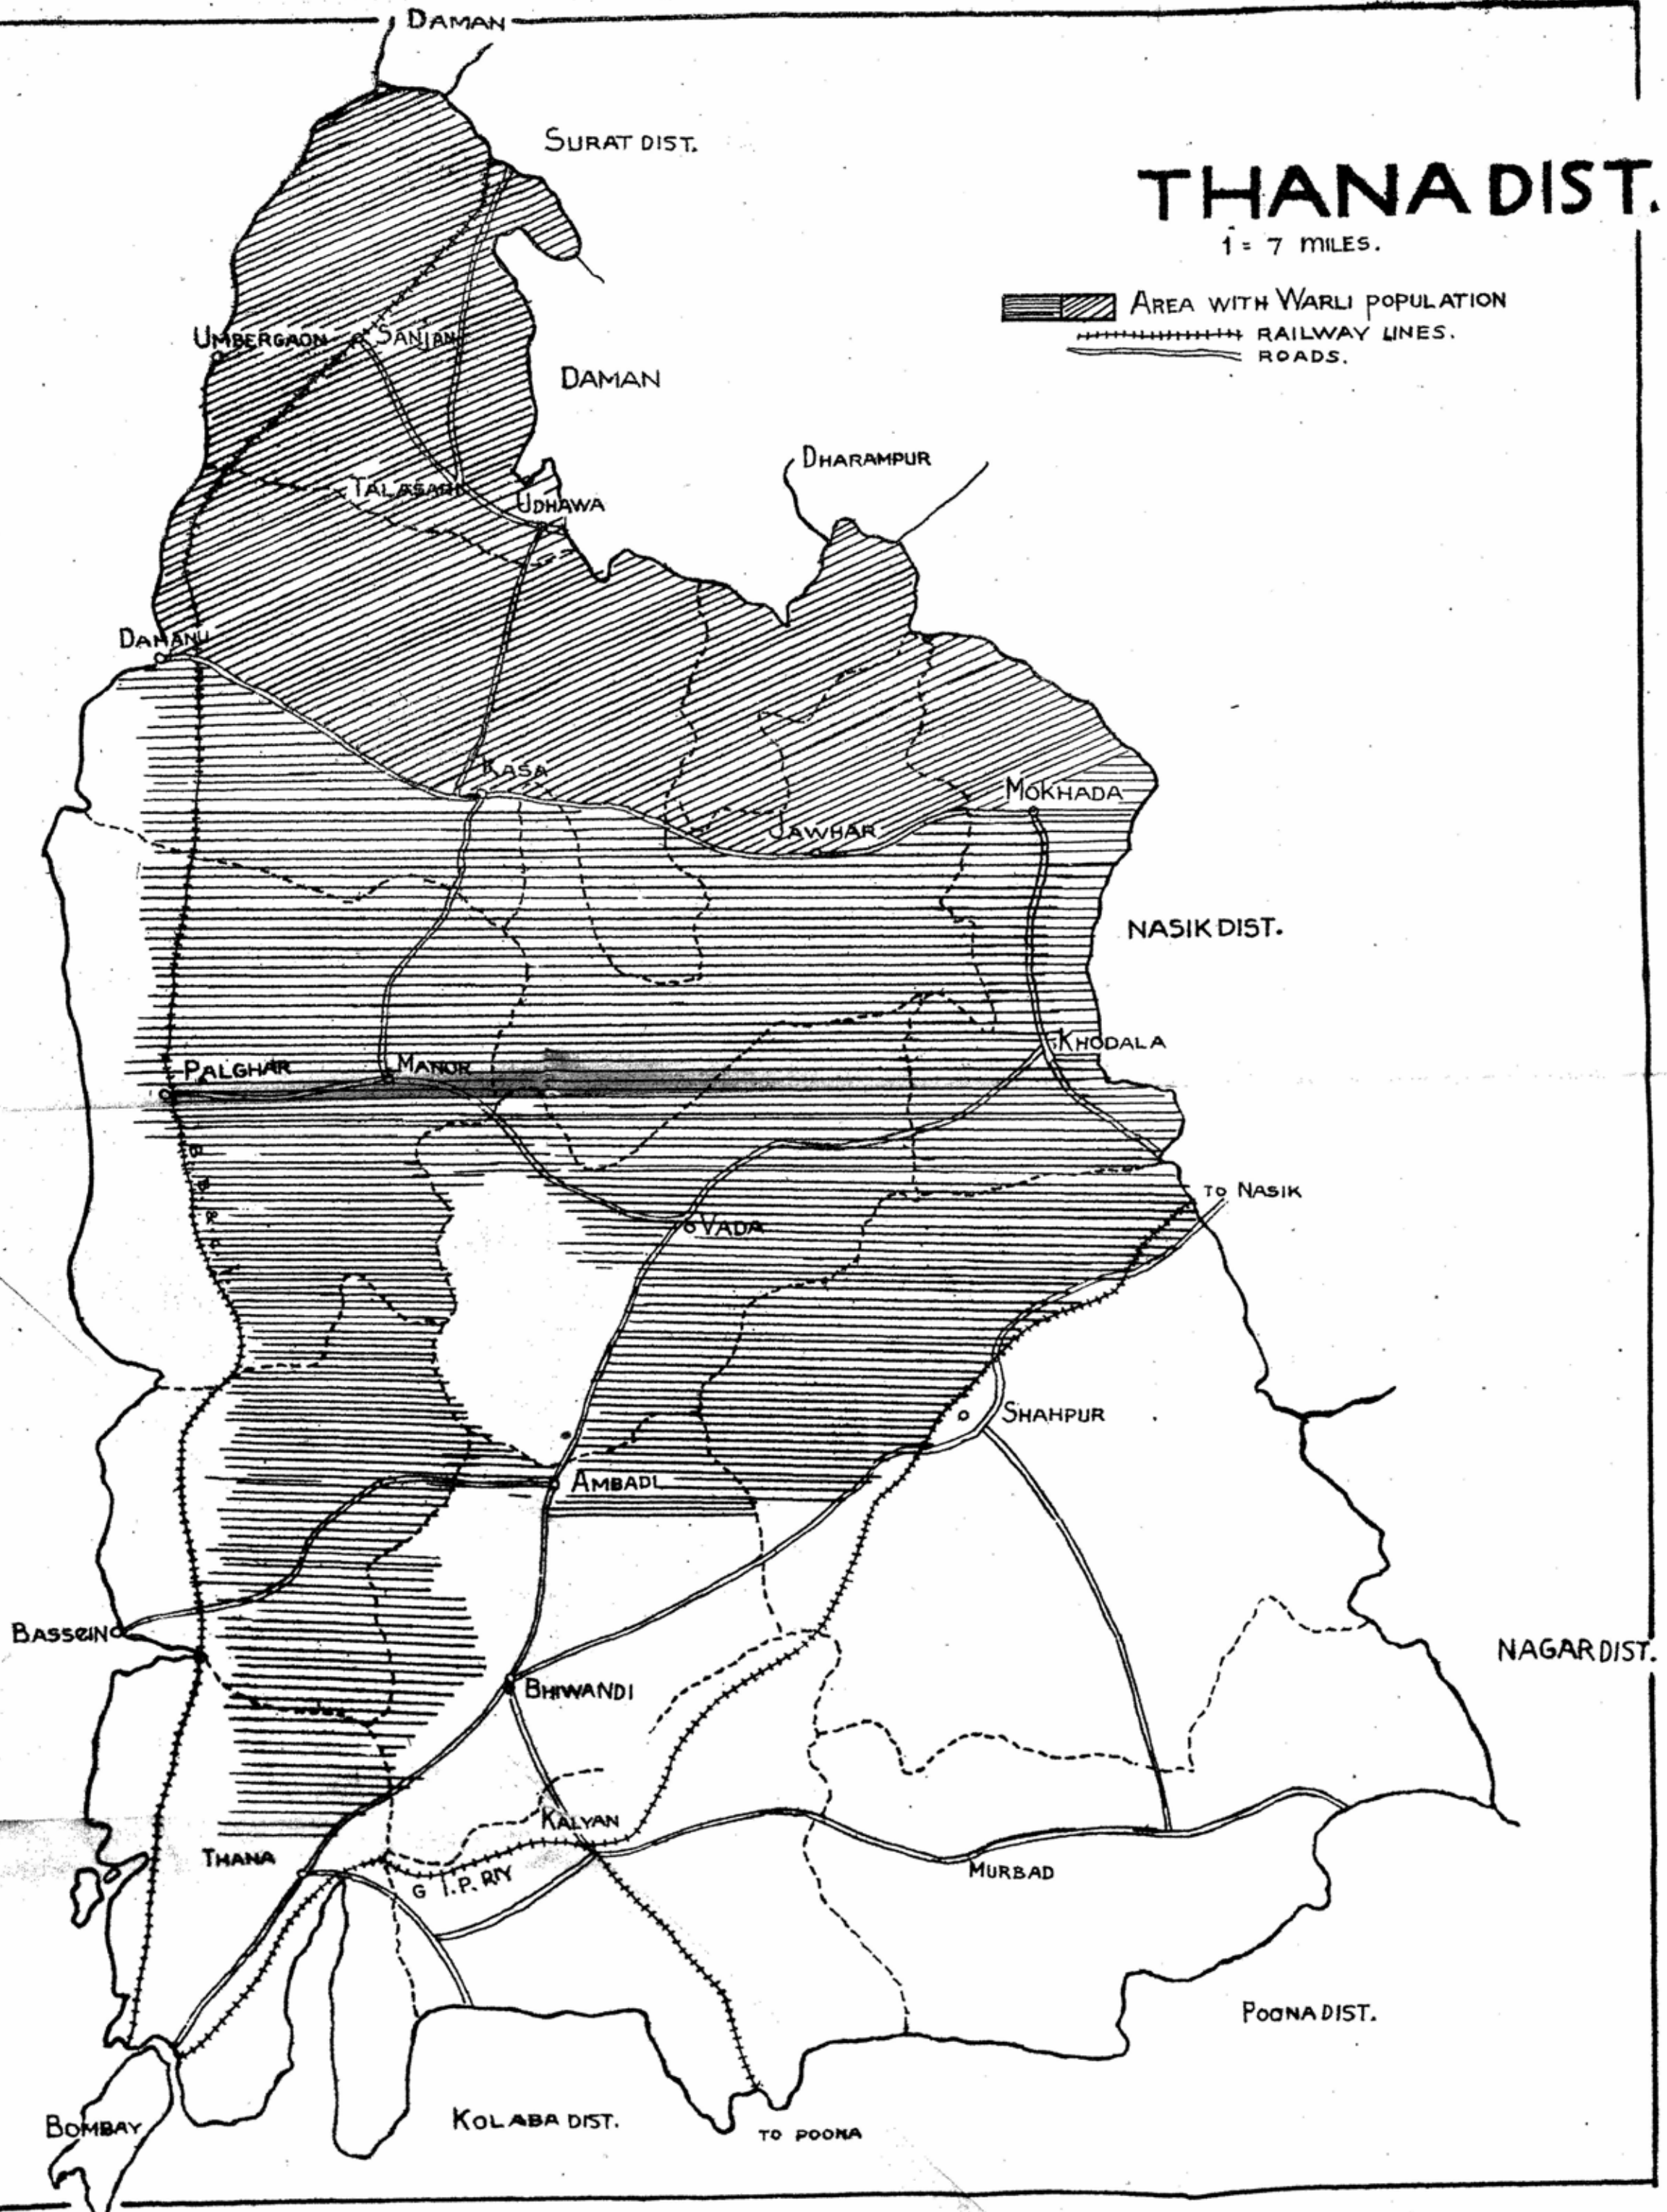 DAMAN
SURAT DIST.
THANA DIST.
1 = 7 MILES.
AREA WITH WARLI POPULATION
RAILWAY LINES.
ROADS.
UMBERGAON
SANJAN
DAMAN
DHARAMPUR
TALASARI
UDHAWA
DAHANU
KASA
MOKHADA
JAWHAR
NASIK DIST.
KHODALA
PALGHAR
MANOR
B. B. & C. I.
TO NASIK
VADA
SHAHPUR
AMBADI
BASSEIN
NAGAR DIST.
BHIWANDI
KALYAN
THANA
G I.P. RLY
MURBAD
POONA DIST.
KOLABA DIST.
BOMBAY
TO POONA